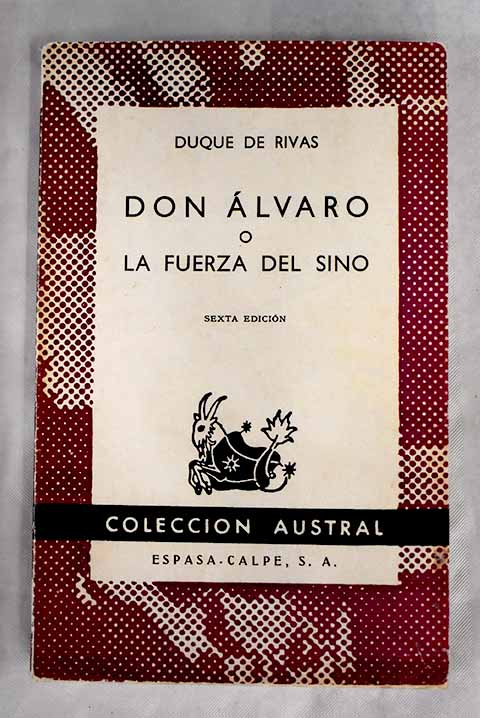 DUQUE DE RIVAS
DON ÁLVARO
O
LA FUERZA DEL SINO
SEXTA EDICIÓN
COLECCION AUSTRAL
ESPASA-CALPE, S. A.